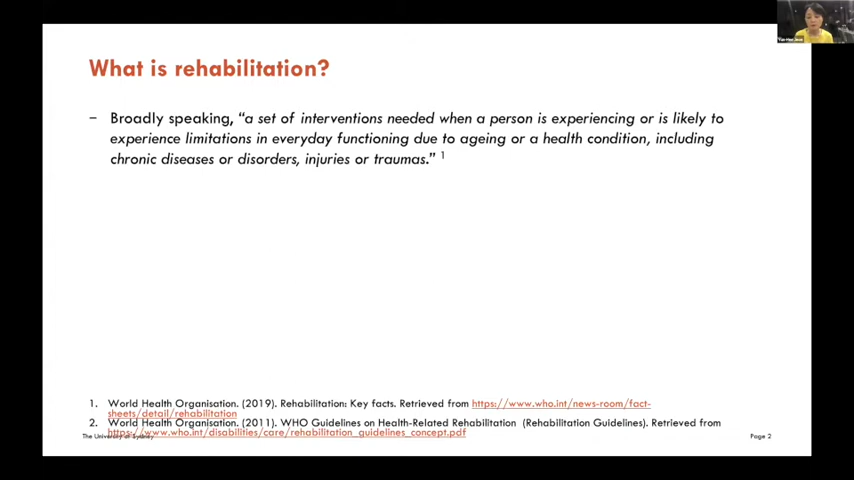 What is rehabilitation?
– Broadly speaking, “a set of interventions needed when a person is experiencing or is likely to
experience limitations in everyday functioning due to ageing or a health condition, including
chronic diseases or disorders, injuries or traumas.” 1
1. World Health Organisation. (2019). Rehabilitation: Key facts. Retrieved from https://www.who.int/news-room/fact-
sheets/detail/rehabilitation
2. World Health Organisation. (2011). WHO Guidelines on Health-Related Rehabilitation (Rehabilitation Guidelines). Retrieved from
https://www.who.int/disabilities/care/rehabilitation_guidelines_concept.pdf
The University of Sydney
Page 2